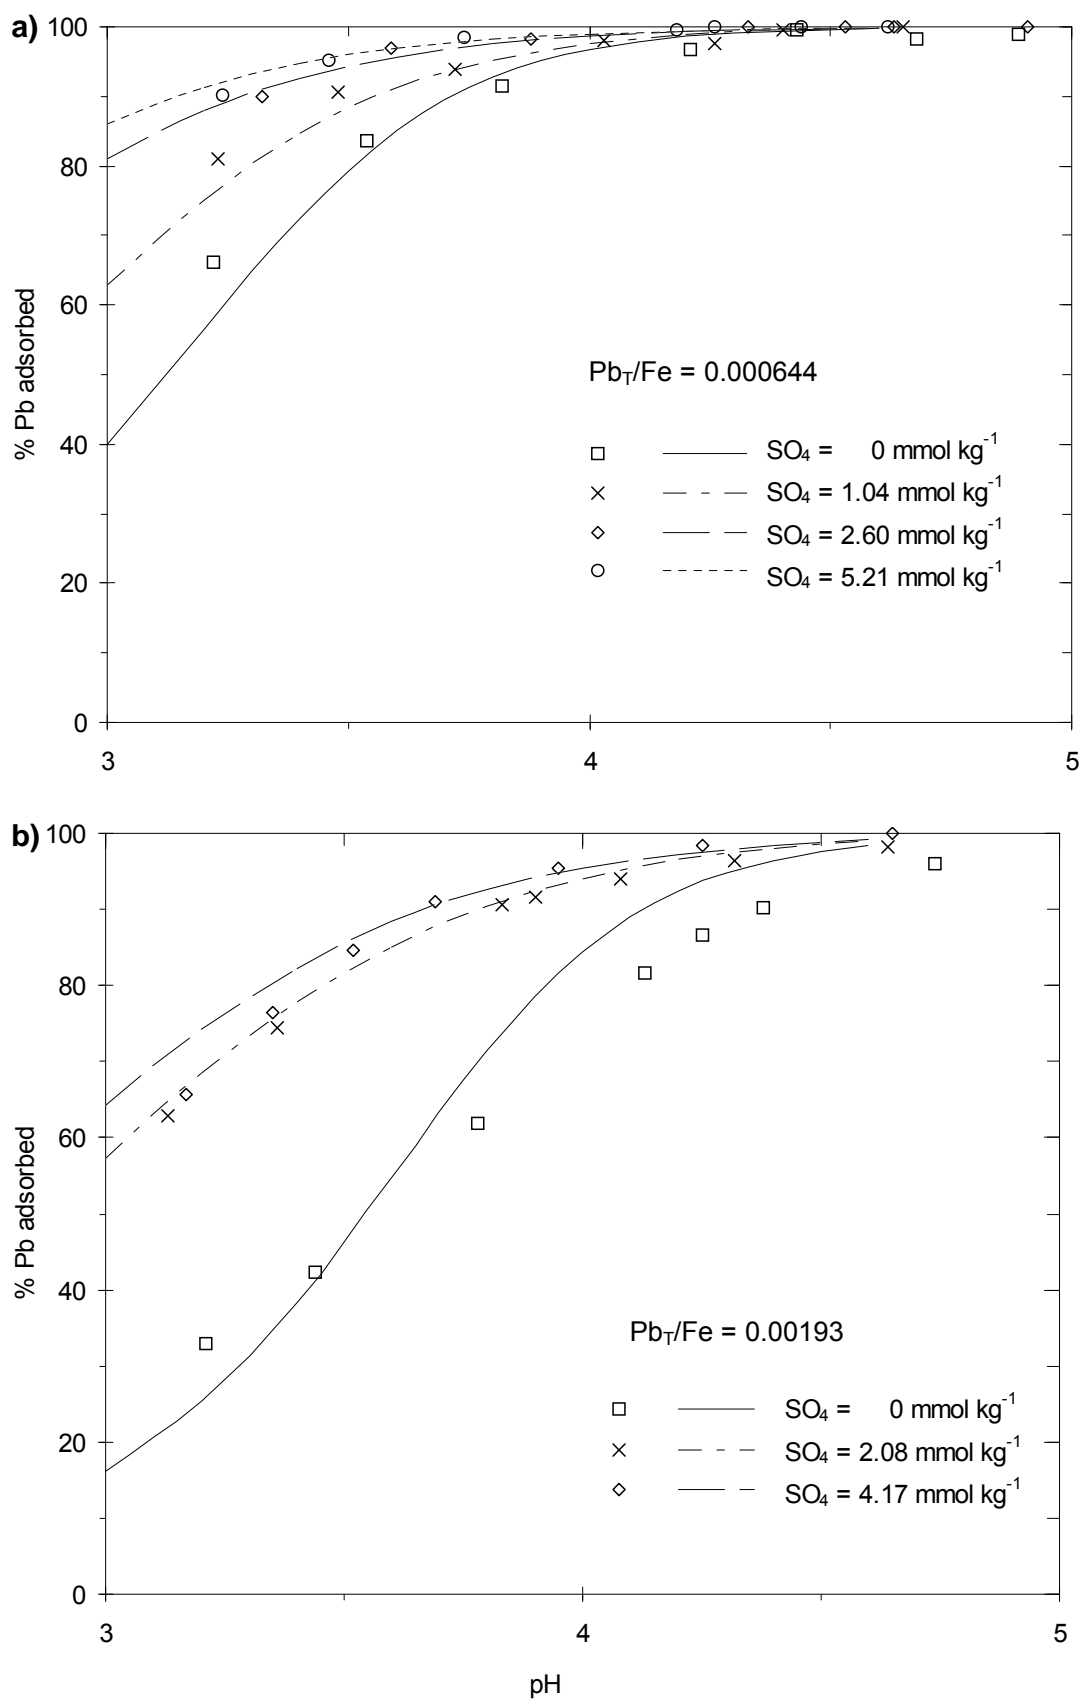 a)
100
80
60
40
20
0
% Pb adsorbed
Pb_T/Fe = 0.000644
SO₄ = 0 mmol kg⁻¹
SO₄ = 1.04 mmol kg⁻¹
SO₄ = 2.60 mmol kg⁻¹
SO₄ = 5.21 mmol kg⁻¹
3 4 5
b)
100
80
60
40
20
0
% Pb adsorbed
Pb_T/Fe = 0.00193
SO₄ = 0 mmol kg⁻¹
SO₄ = 2.08 mmol kg⁻¹
SO₄ = 4.17 mmol kg⁻¹
3 4 5
pH